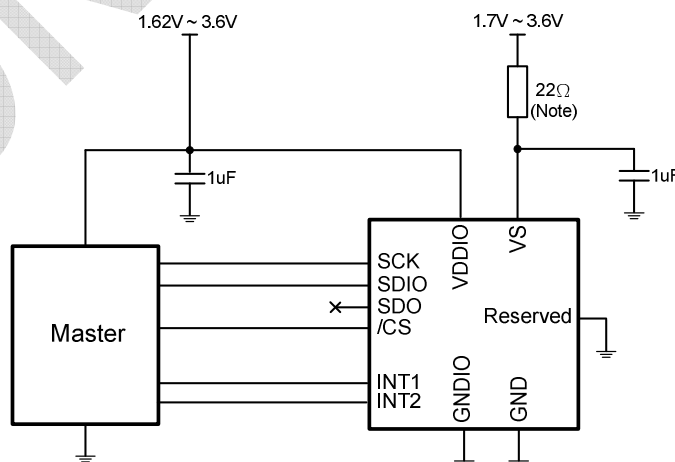 1.62V ~ 3.6V
1.7V ~ 3.6V
22Ω
(Note)
1uF
1uF
VDDIO
VS
SCK
SDIO
SDO
/CS
Reserved
Master
INT1
INT2
GNDIO
GND